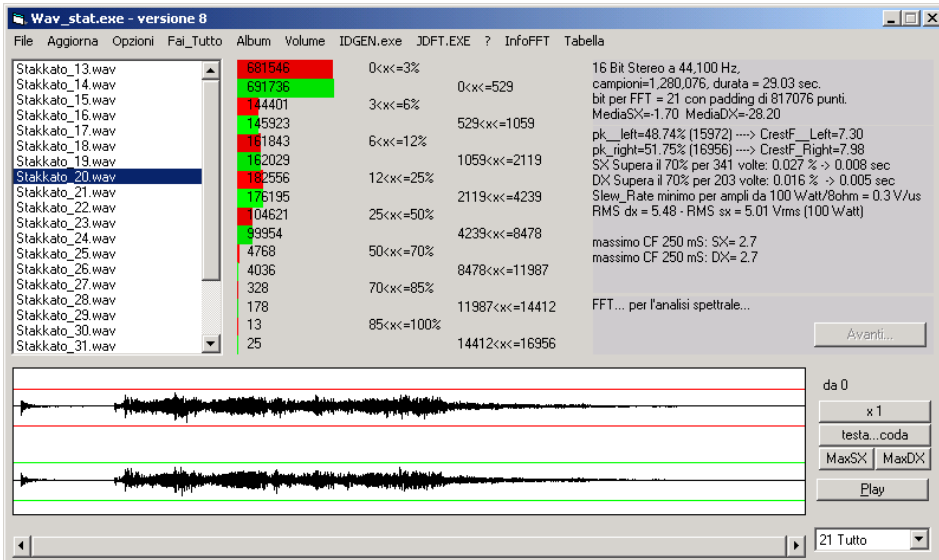 Wav_stat.exe - versione 8
File Aggiorna Opzioni Fai_Tutto Album Volume IDGEN.exe JDFT.EXE ? InfoFFT Tabella
Stakkato_13.wav
Stakkato_14.wav
Stakkato_15.wav
Stakkato_16.wav
Stakkato_17.wav
Stakkato_18.wav
Stakkato_19.wav
Stakkato_20.wav
Stakkato_21.wav
Stakkato_22.wav
Stakkato_23.wav
Stakkato_24.wav
Stakkato_25.wav
Stakkato_26.wav
Stakkato_27.wav
Stakkato_28.wav
Stakkato_29.wav
Stakkato_30.wav
Stakkato_31.wav
681546 0<x<=3%
691736 0<x<=529
144401 3<x<=6%
145923 529<x<=1059
161843 6<x<=12%
162029 1059<x<=2119
182556 12<x<=25%
176195 2119<x<=4239
104621 25<x<=50%
99954 4239<x<=8478
4768 50<x<=70%
4036 8478<x<=11987
328 70<x<=85%
178 11987<x<=14412
13 85<x<=100%
25 14412<x<=16956
16 Bit Stereo a 44,100 Hz,
campioni=1,280,076, durata = 29.03 sec.
bit per FFT = 21 con padding di 817076 punti.
MediaSX=-1.70 MediaDX=-28.20
pk__left=48.74% (15972) ----> CrestF__Left=7.30
pk_right=51.75% (16956) ----> CrestF_Right=7.98
SX Supera il 70% per 341 volte: 0.027 % -> 0.008 sec
DX Supera il 70% per 203 volte: 0.016 % -> 0.005 sec
Slew_Rate minimo per ampli da 100 Watt/8ohm = 0.3 V/us
RMS dx = 5.48 - RMS sx = 5.01 Vrms (100 Watt)
massimo CF 250 mS: SX= 2.7
massimo CF 250 mS: DX= 2.7
FFT... per l'analisi spettrale...
Avanti...
da 0
x 1
testa...coda
MaxSX MaxDX
Play
21 Tutto